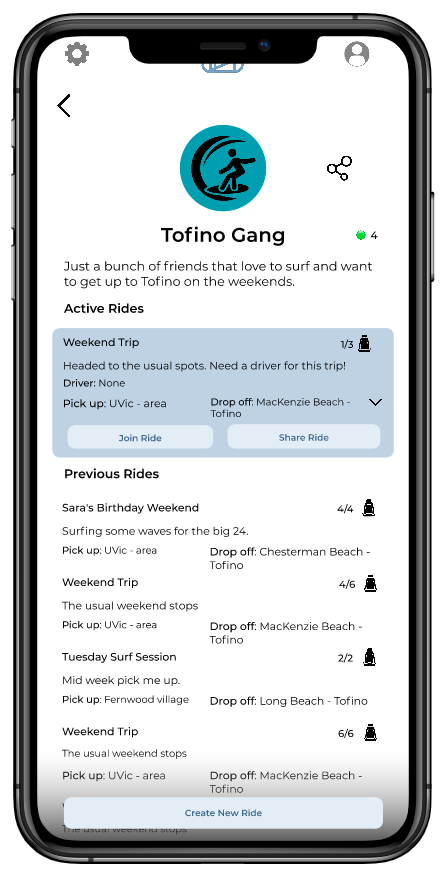 Tofino Gang
4
Just a bunch of friends that love to surf and want
to get up to Tofino on the weekends.
Active Rides
Weekend Trip
1/3
Headed to the usual spots. Need a driver for this trip!
Driver: None
Pick up: UVic - area
Drop off: MacKenzie Beach -
Tofino
Join Ride
Share Ride
Previous Rides
Sara's Birthday Weekend
4/4
Surfing some waves for the big 24.
Pick up: UVic - area
Drop off: Chesterman Beach -
Tofino
Weekend Trip
4/6
The usual weekend stops
Pick up: UVic - area
Drop off: MacKenzie Beach -
Tofino
Tuesday Surf Session
2/2
Mid week pick me up.
Pick up: Fernwood village
Drop off: Long Beach - Tofino
Weekend Trip
6/6
The usual weekend stops
Pick up: UVic - area
Drop off: MacKenzie Beach -
Tofino
Create New Ride
The usual weekend stops